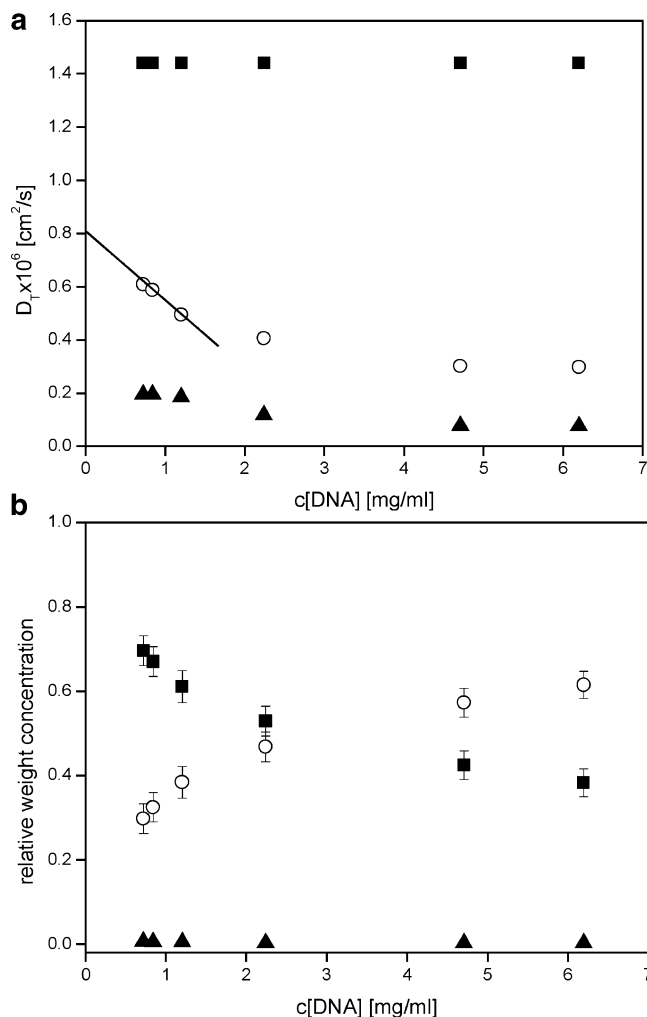 a
1.6
1.4
1.2
1.0
0.8
0.6
0.4
0.2
0.0
D_T x10^6 [cm^2/s]
0 1 2 3 4 5 6 7
c[DNA] [mg/ml]
b
1.0
0.8
0.6
0.4
0.2
0.0
relative weight concentration
0 1 2 3 4 5 6 7
c[DNA] [mg/ml]